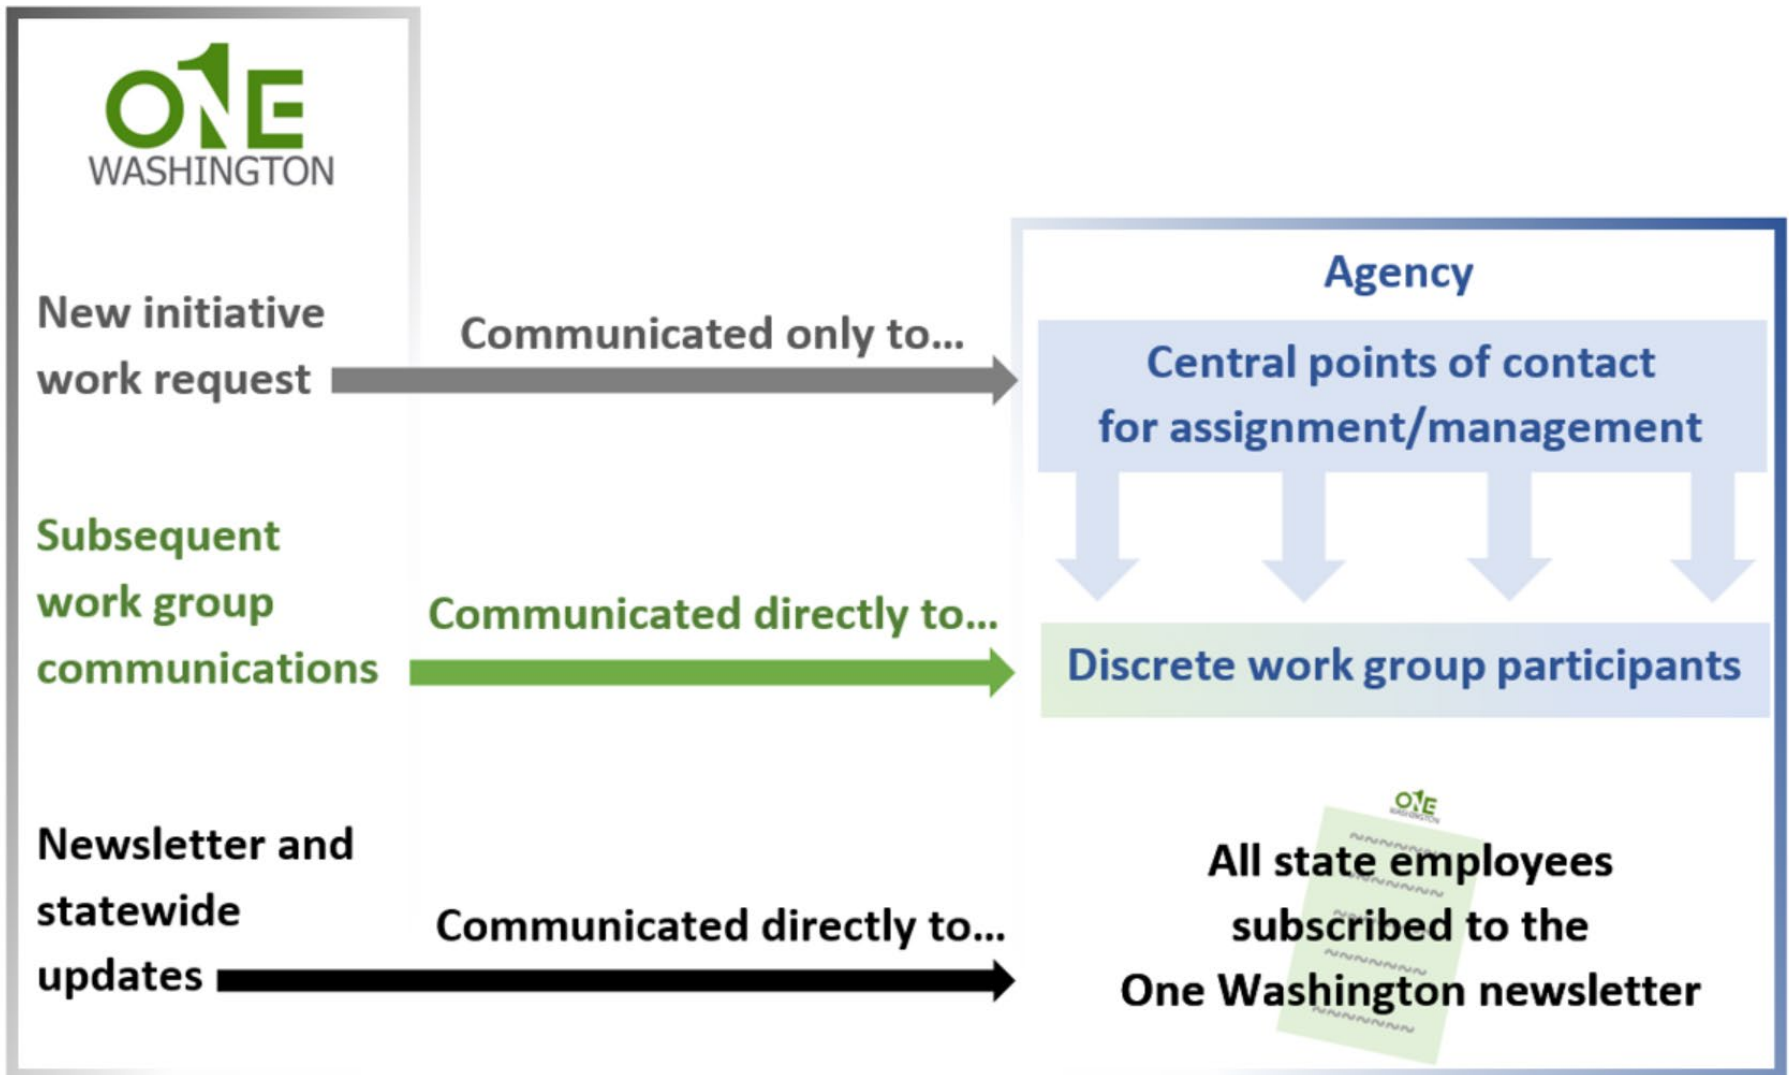 ONE
WASHINGTON
New initiative
work request
Communicated only to...
Agency
Central points of contact
for assignment/management
Subsequent
work group
communications
Communicated directly to...
Discrete work group participants
Newsletter and
statewide
updates
Communicated directly to...
ONE
WASHINGTON
All state employees
subscribed to the
One Washington newsletter